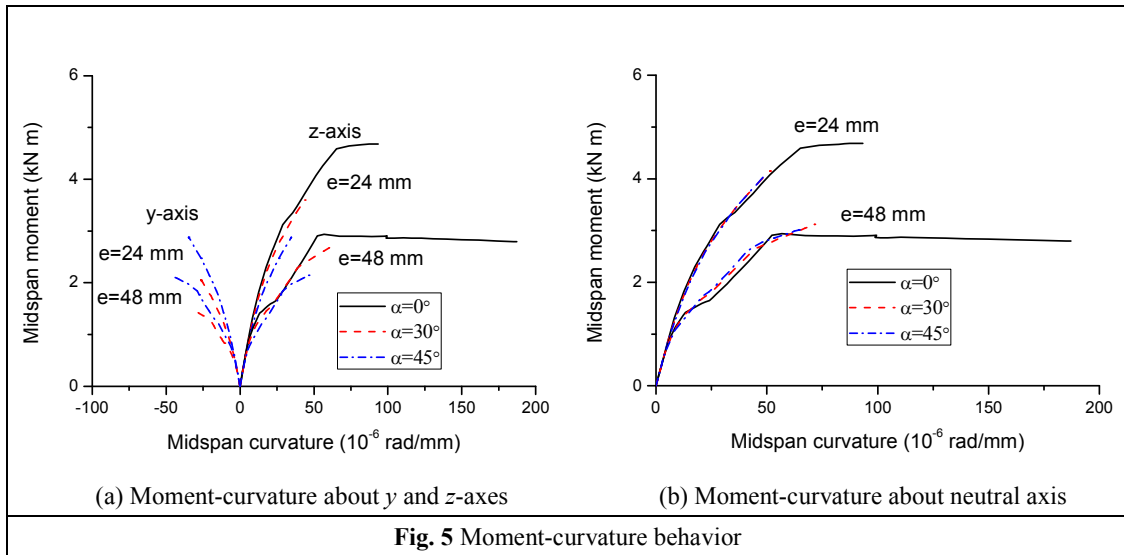 6
4
2
0
-100
-50
0
50
100
150
200
Midspan moment (kN m)
Midspan curvature (10⁻⁶ rad/mm)
z-axis
e=24 mm
y-axis
e=24 mm
e=48 mm
e=48 mm
α=0°
α=30°
α=45°
(a) Moment-curvature about y and z-axes
6
4
2
0
0
50
100
150
200
Midspan moment (kN m)
Midspan curvature (10⁻⁶ rad/mm)
e=24 mm
e=48 mm
α=0°
α=30°
α=45°
(b) Moment-curvature about neutral axis
Fig. 5 Moment-curvature behavior